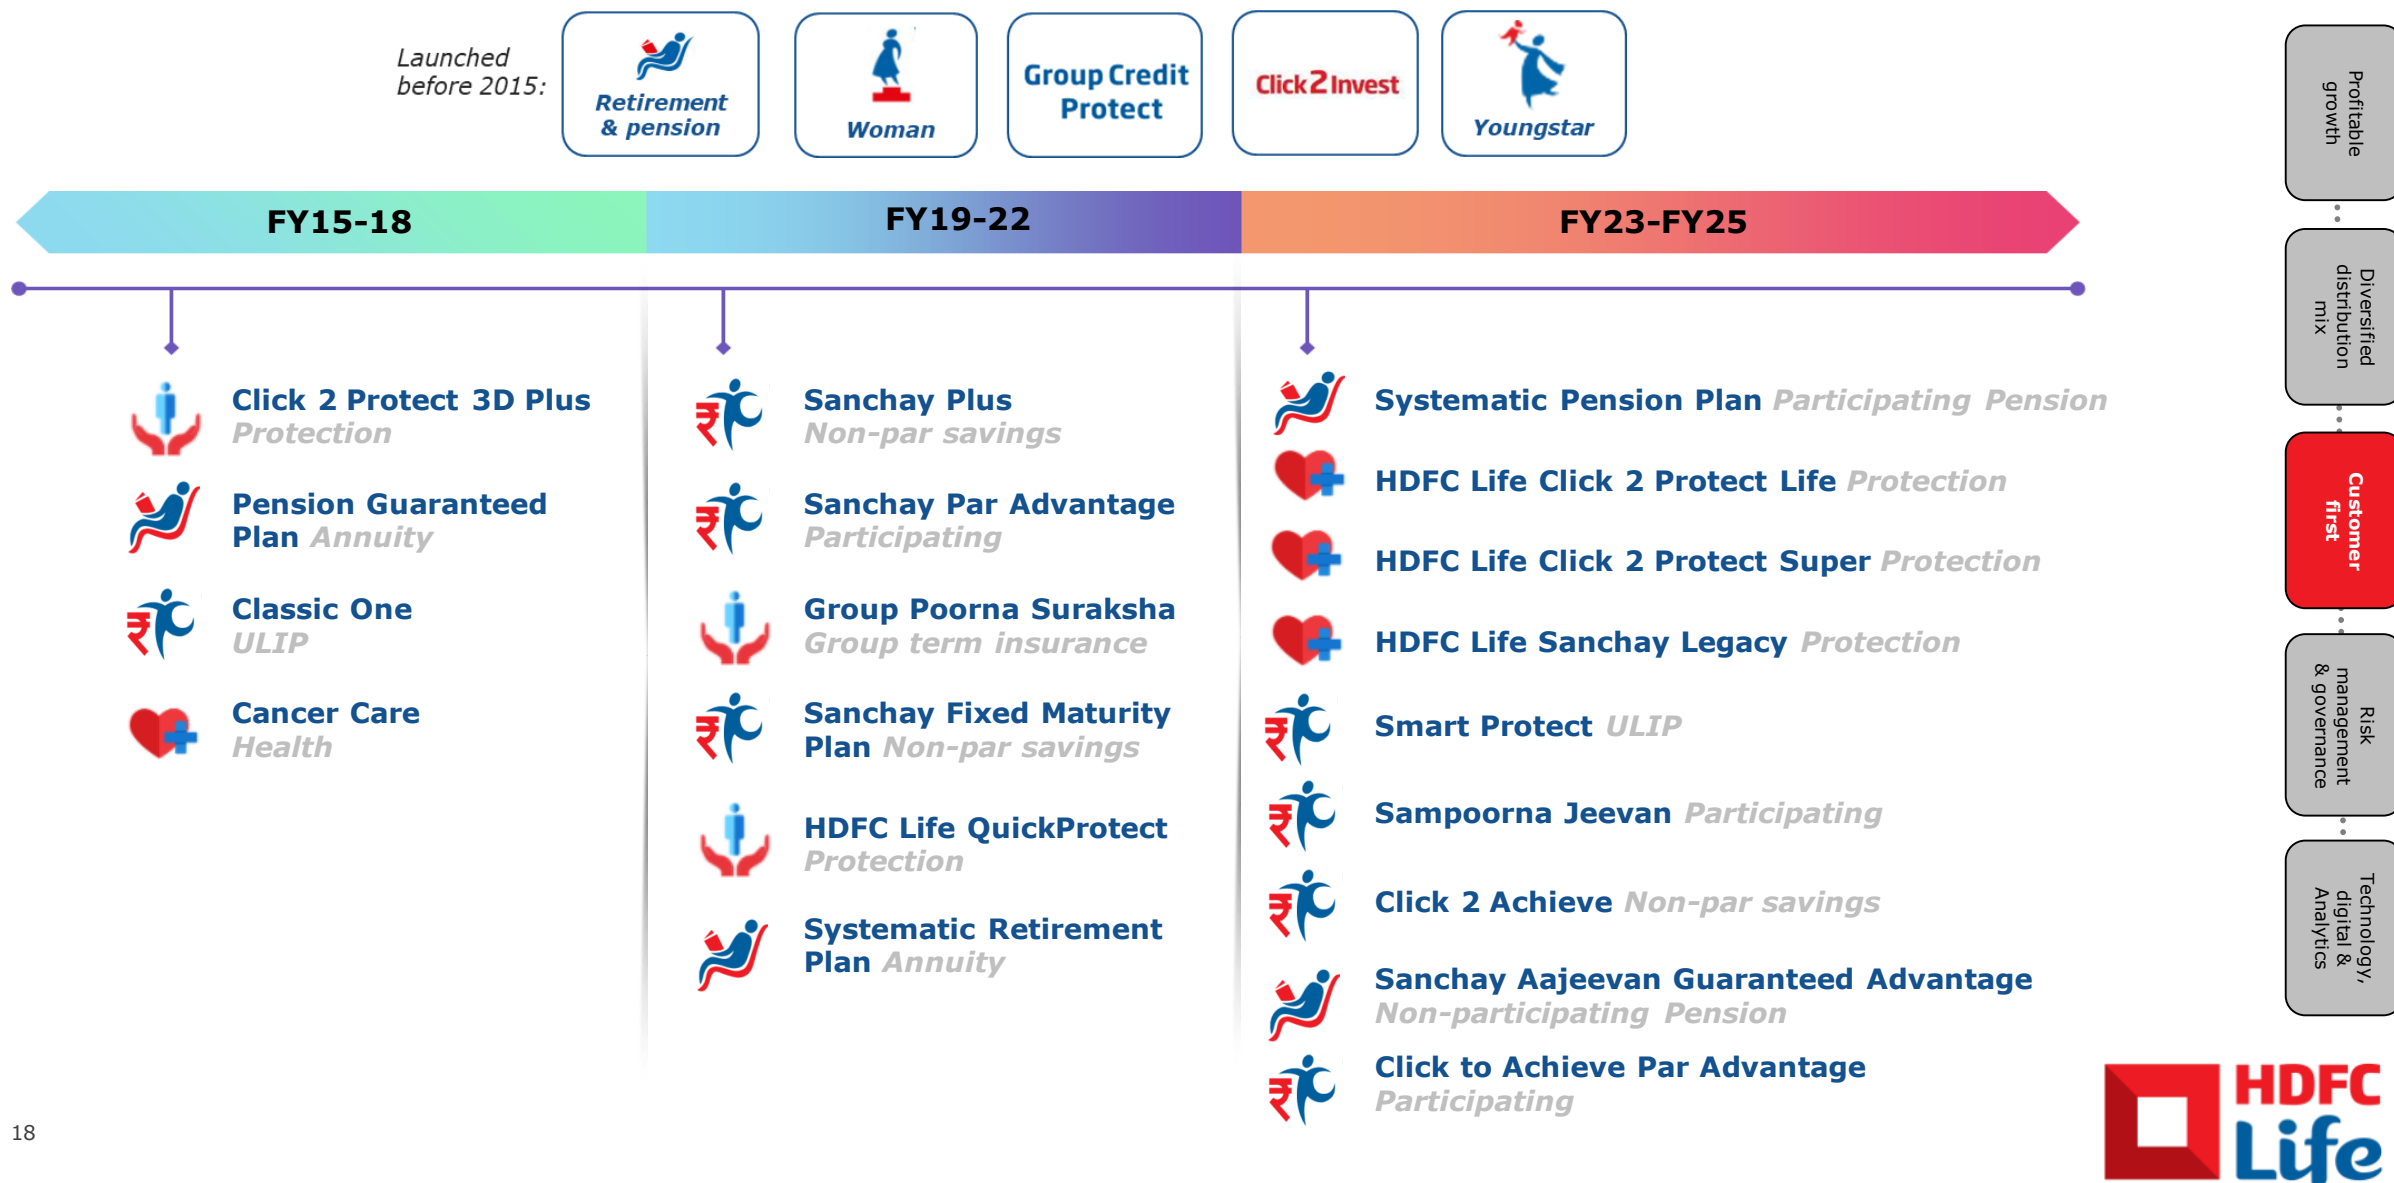 Launched
before 2015:
Retirement
& pension
Woman
Group Credit
Protect
Click2Invest
Youngstar
FY15-18
FY19-22
FY23-FY25
Click 2 Protect 3D Plus
Protection
Pension Guaranteed
Plan Annuity
Classic One
ULIP
Cancer Care
Health
Sanchay Plus
Non-par savings
Sanchay Par Advantage
Participating
Group Poorna Suraksha
Group term insurance
Sanchay Fixed Maturity
Plan Non-par savings
HDFC Life QuickProtect
Protection
Systematic Retirement
Plan Annuity
Systematic Pension Plan Participating Pension
HDFC Life Click 2 Protect Life Protection
HDFC Life Click 2 Protect Super Protection
HDFC Life Sanchay Legacy Protection
Smart Protect ULIP
Sampoorna Jeevan Participating
Click 2 Achieve Non-par savings
Sanchay Aajeevan Guaranteed Advantage
Non-participating Pension
Click to Achieve Par Advantage
Participating
Profitable
growth
Diversified
distribution
mix
Customer
first
Risk
management
& governance
Technology,
digital &
Analytics
18
HDFC
Life